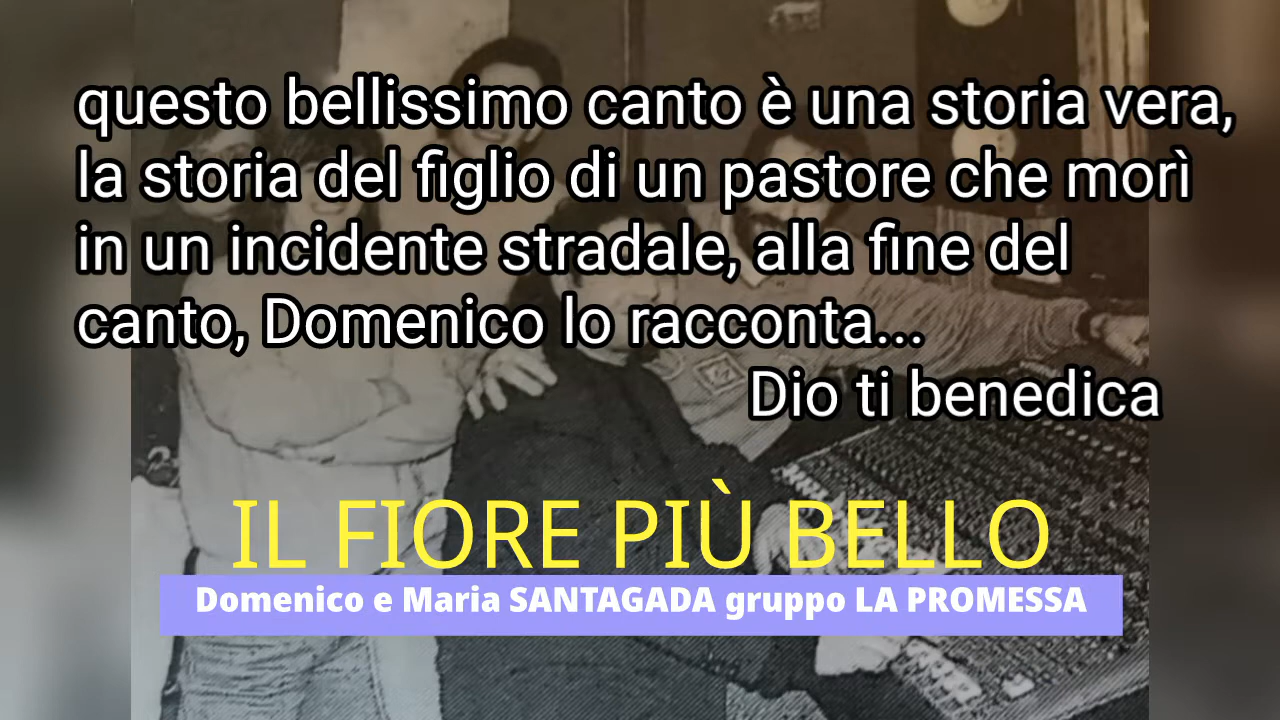 questo bellissimo canto è una storia vera,
la storia del figlio di un pastore che morì
in un incidente stradale, alla fine del
canto, Domenico lo racconta...
Dio ti benedica
IL FIORE PIÙ BELLO
Domenico e Maria SANTAGADA gruppo LA PROMESSA